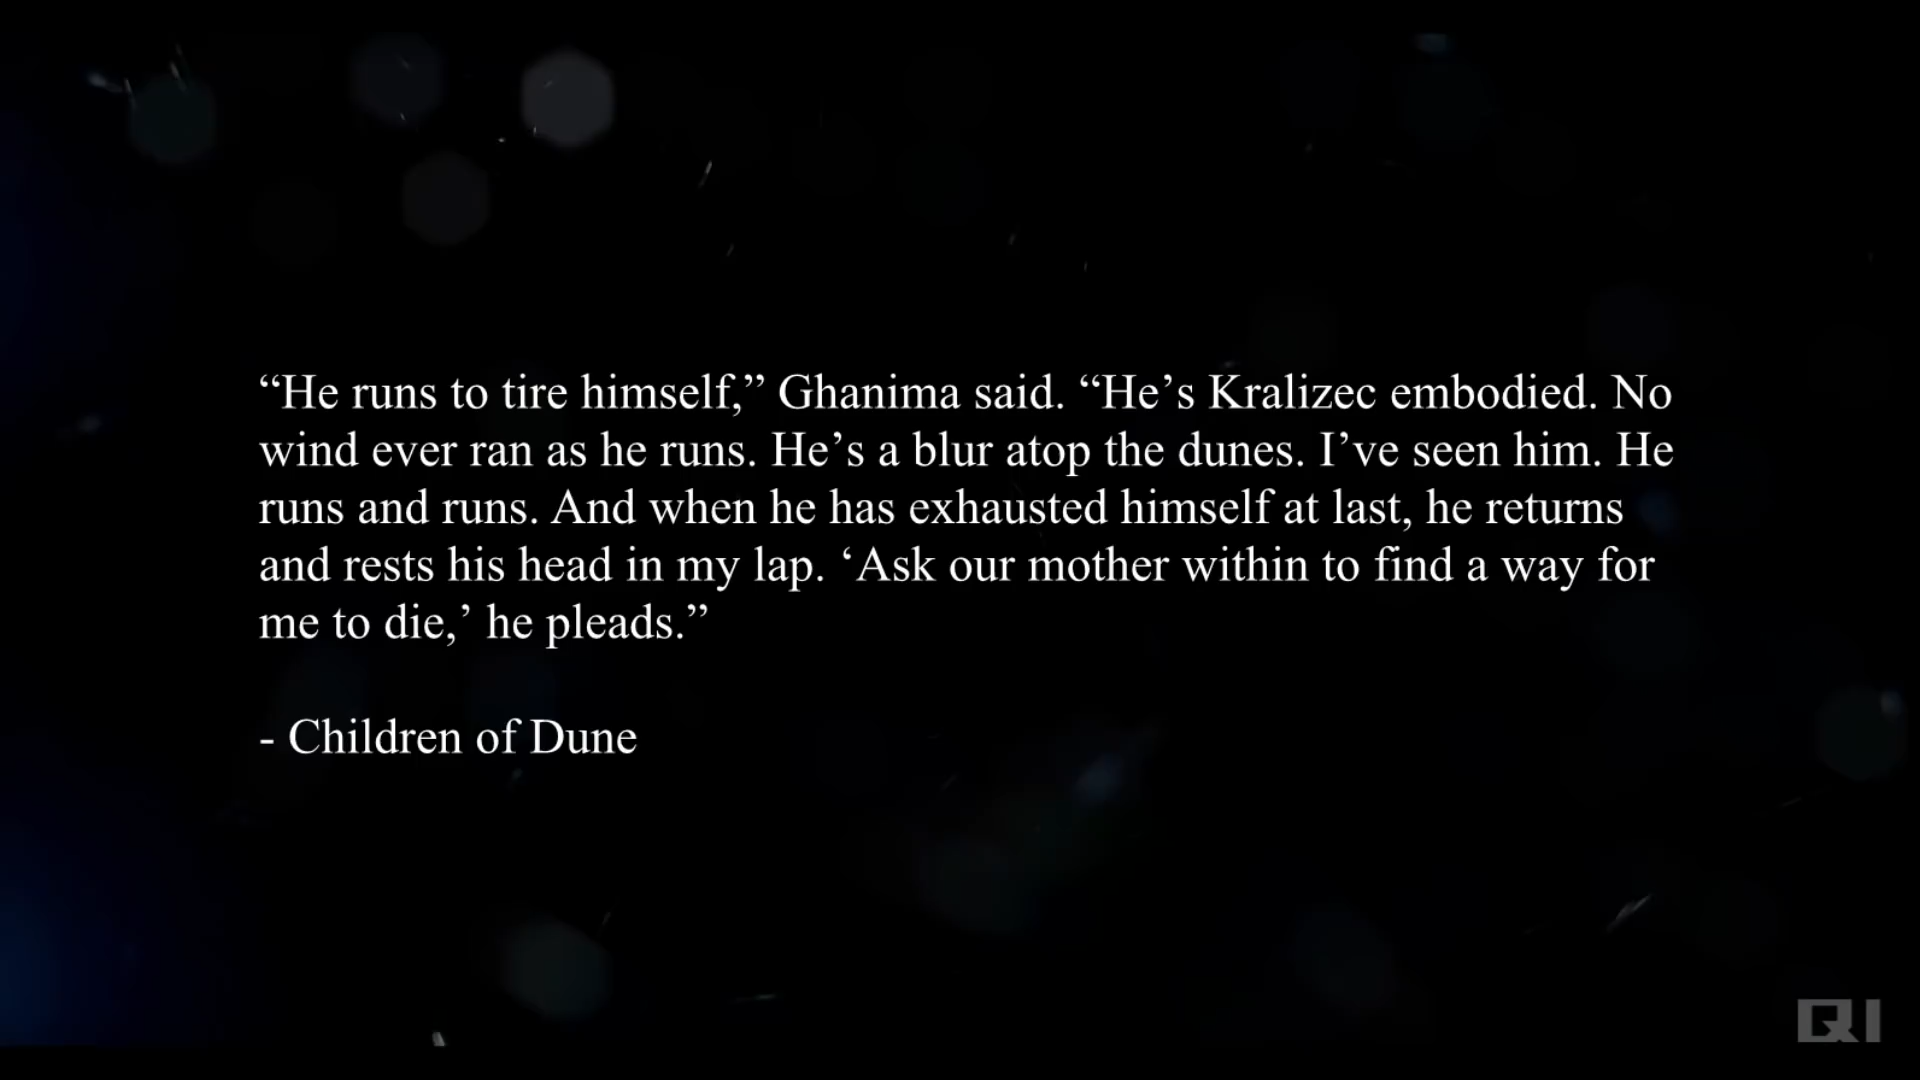 “He runs to tire himself,” Ghanima said. “He’s Kralizec embodied. No
wind ever ran as he runs. He’s a blur atop the dunes. I’ve seen him. He
runs and runs. And when he has exhausted himself at last, he returns
and rests his head in my lap. ‘Ask our mother within to find a way for
me to die,’ he pleads.”
- Children of Dune
QI